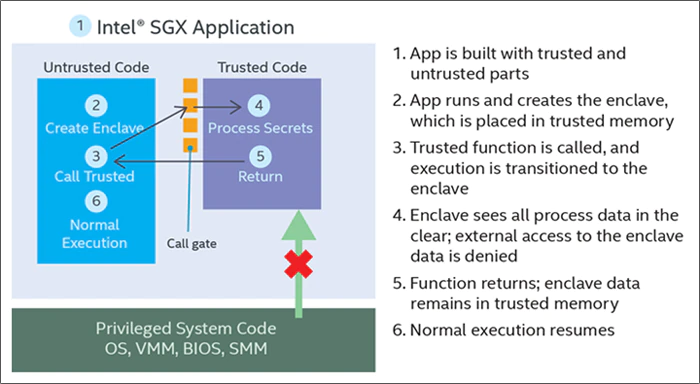 1 Intel® SGX Application
Untrusted Code
Trusted Code
2
Create Enclave
3
Call Trusted
6
Normal
Execution
4
Process Secrets
5
Return
Call gate
Privileged System Code
OS, VMM, BIOS, SMM
1. App is built with trusted and
untrusted parts
2. App runs and creates the enclave,
which is placed in trusted memory
3. Trusted function is called, and
execution is transitioned to the
enclave
4. Enclave sees all process data in the
clear; external access to the enclave
data is denied
5. Function returns; enclave data
remains in trusted memory
6. Normal execution resumes